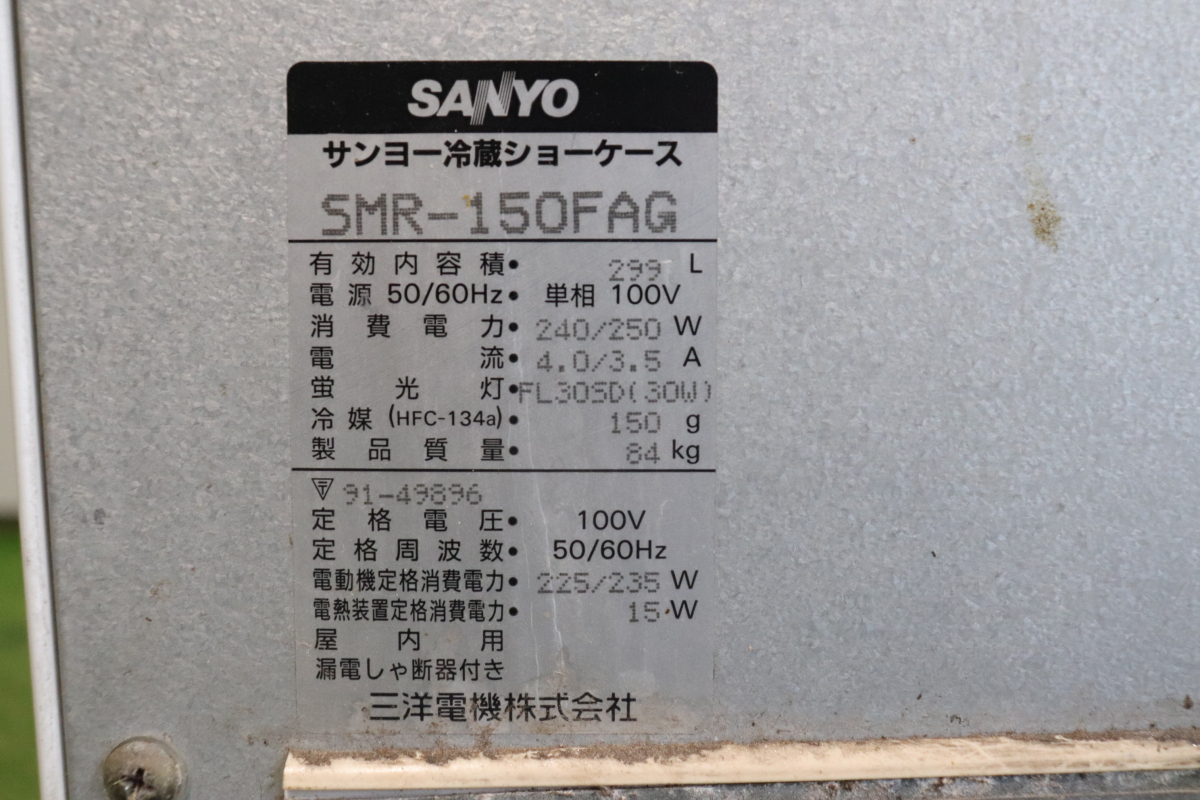 SANYO
サンヨー冷蔵ショーケース
SMR-150FAG
有効内容積• 299 L
電源 50/60Hz• 単相 100V
消費電力• 240/250 W
電流• 4.0/3.5 A
蛍光灯•FL30SD(30W)
冷媒(HFC-134a)• 150 g
製品質量• 84 kg
91-49896
定格電圧• 100V
定格周波数• 50/60Hz
電動機定格消費電力• 225/235 W
電熱装置定格消費電力• 15 W
屋内用
漏電しゃ断器付き
三洋電機株式会社